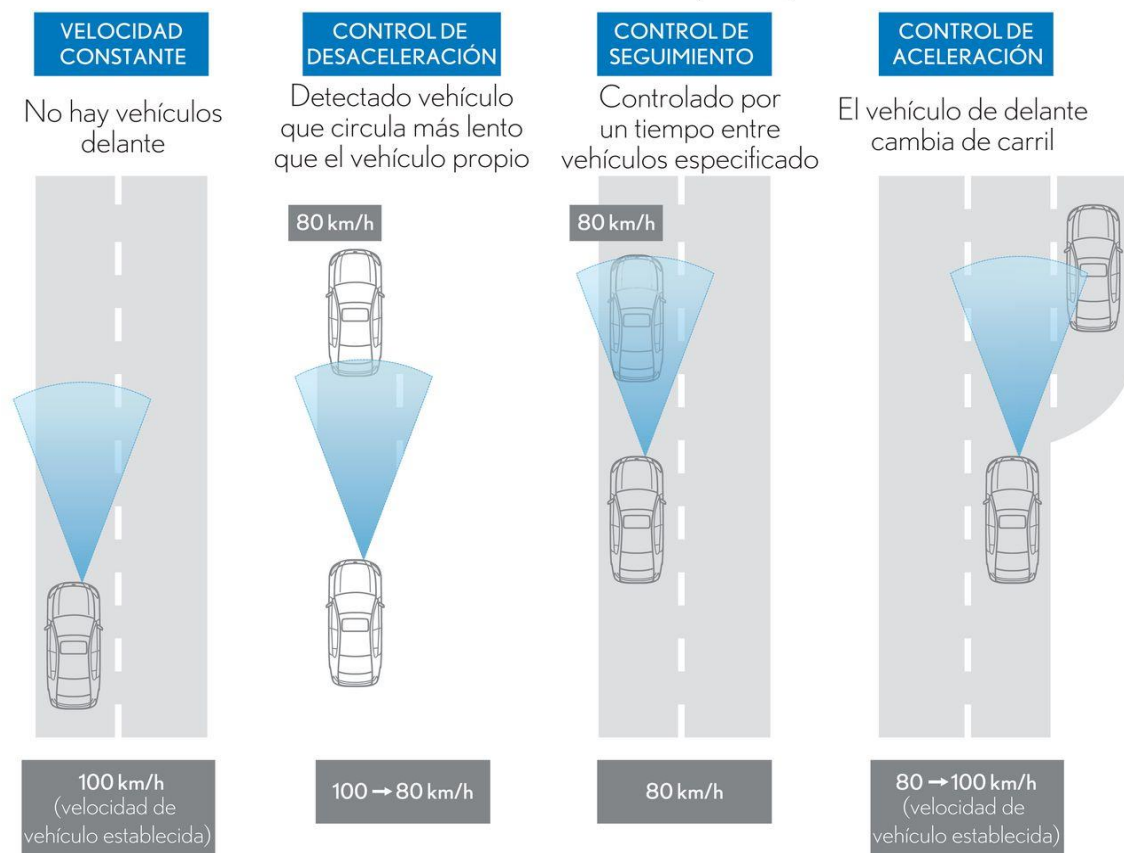 VELOCIDAD
CONSTANTE
No hay vehículos
delante
100 km/h
(velocidad de
vehículo establecida)
CONTROL DE
DESACELERACIÓN
Detectado vehículo
que circula más lento
que el vehículo propio
80 km/h
100 → 80 km/h
CONTROL DE
SEGUIMIENTO
Controlado por
un tiempo entre
vehículos especificado
80 km/h
80 km/h
CONTROL DE
ACELERACIÓN
El vehículo de delante
cambia de carril
80 → 100 km/h
(velocidad de
vehículo establecida)